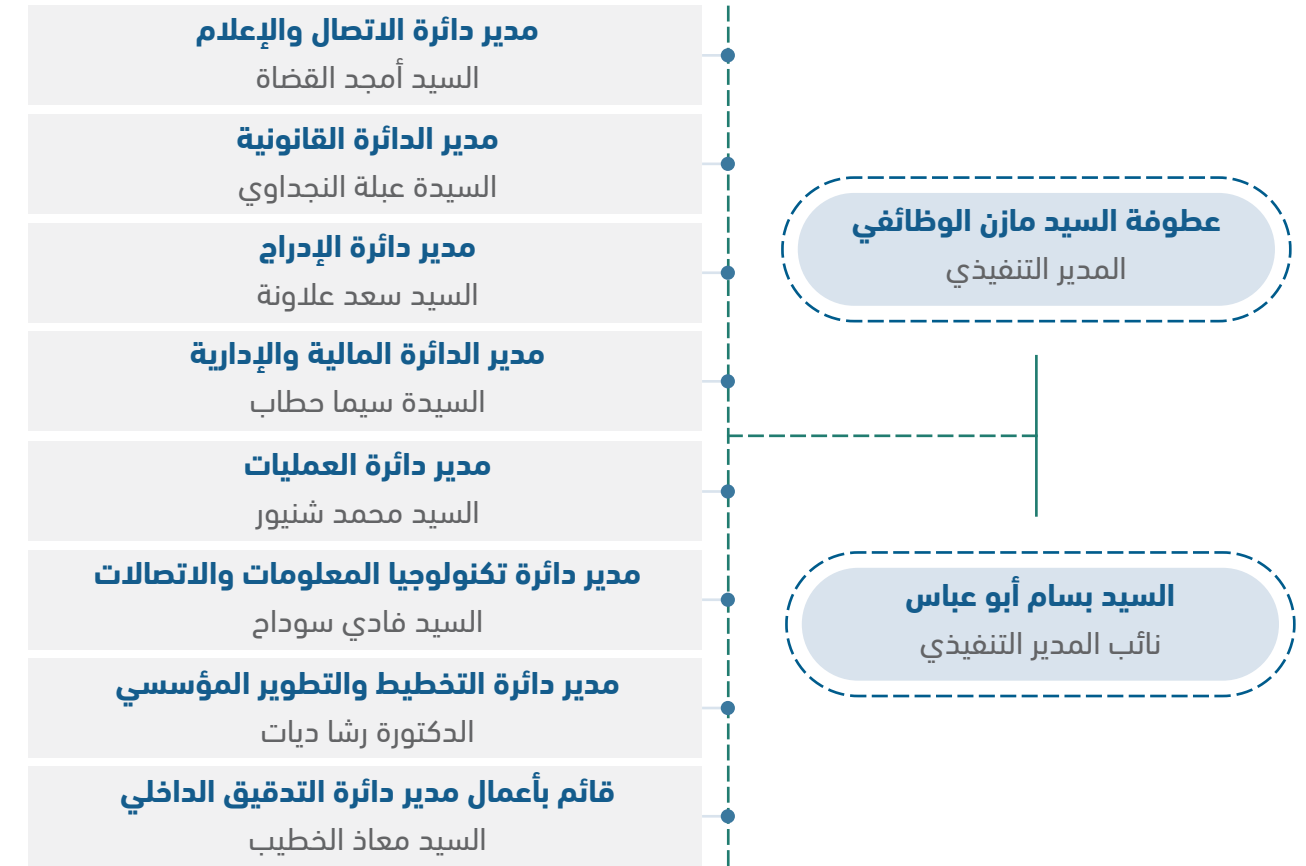 عطوفة السيد مازن الوظائفي
المدير التنفيذي
السيد بسام أبو عباس
نائب المدير التنفيذي
مدير دائرة الاتصال والإعلام
السيد أمجد القضاة
مدير الدائرة القانونية
السيدة عبلة النجداوي
مدير دائرة الإدراج
السيد سعد علاونة
مدير الدائرة المالية والإدارية
السيدة سيما حطاب
مدير دائرة العمليات
السيد محمد شنيور
مدير دائرة تكنولوجيا المعلومات والاتصالات
السيد فادي سوداح
مدير دائرة التخطيط والتطوير المؤسسي
الدكتورة رشا ديات
قائم بأعمال مدير دائرة التدقيق الداخلي
السيد معاذ الخطيب